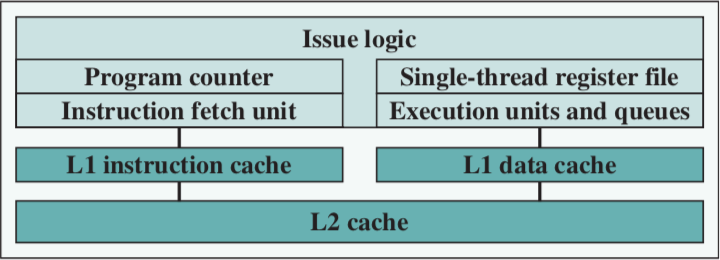 Issue logic
Program counter
Single-thread register file
Instruction fetch unit
Execution units and queues
L1 instruction cache
L1 data cache
L2 cache